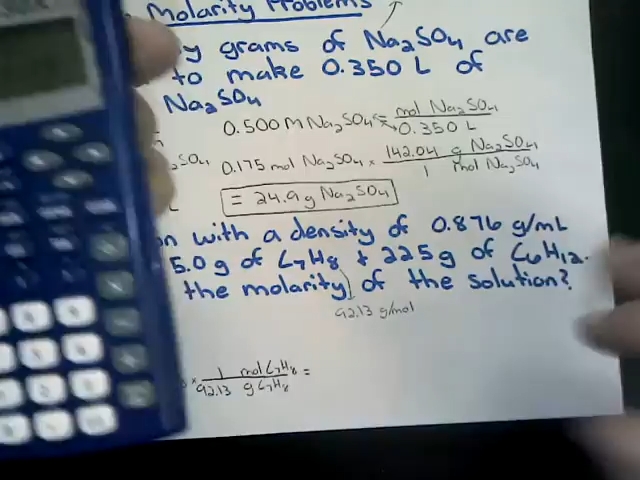 Molarity Problems
y grams of Na2SO4 are
to make 0.350 L of
Na2SO4
0.500 M Na2SO4 = mol Na2SO4
0.350 L
2SO4 0.175 mol Na2SO4 × 142.04 g Na2SO4
1 mol Na2SO4
L
= 24.9 g Na2SO4
n with a density of 0.876 g/mL
5.0 g of C7H8 + 225 g of C6H12.
the molarity of the solution?
92.13 g/mol
× 1 mol C7H8 =
92.13 g C7H8